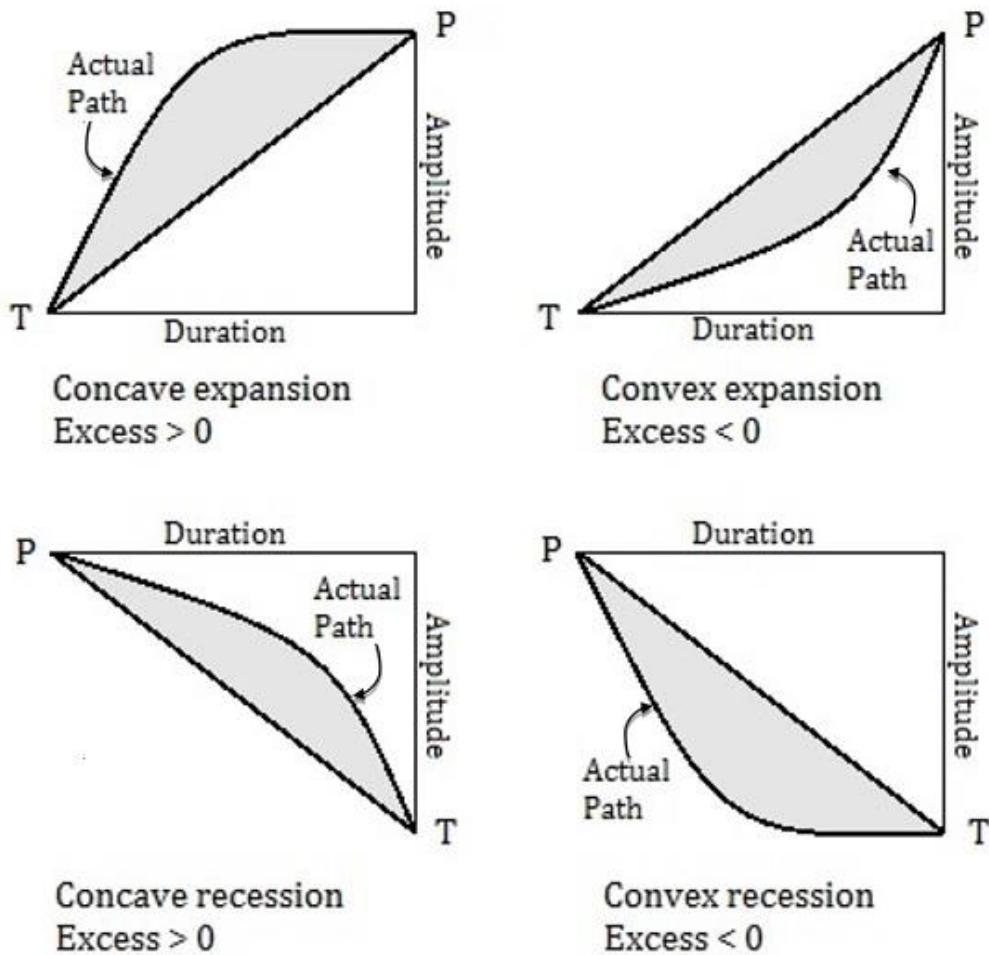 P
Actual
Path
Amplitude
T
Duration
Concave expansion
Excess > 0
P
Amplitude
Actual
Path
T
Duration
Convex expansion
Excess < 0
Duration
P
Actual
Path
Amplitude
T
Concave recession
Excess > 0
Duration
P
Amplitude
Actual
Path
T
Convex recession
Excess < 0